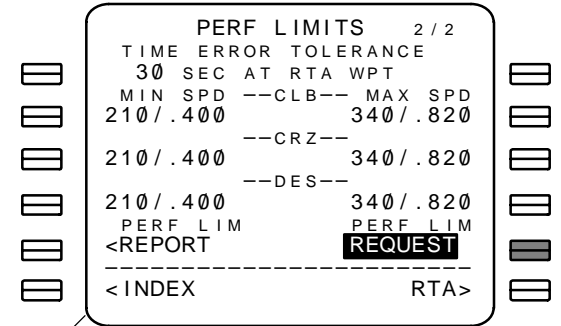 PERF LIMITS 2/2
TIME ERROR TOLERANCE
30 SEC AT RTA WPT
MIN SPD --CLB-- MAX SPD
210/.400 340/.820
--CRZ--
210/.400 340/.820
--DES--
210/.400 340/.820
PERF LIM PERF LIM
<REPORT REQUEST
--------------------------
<INDEX RTA>